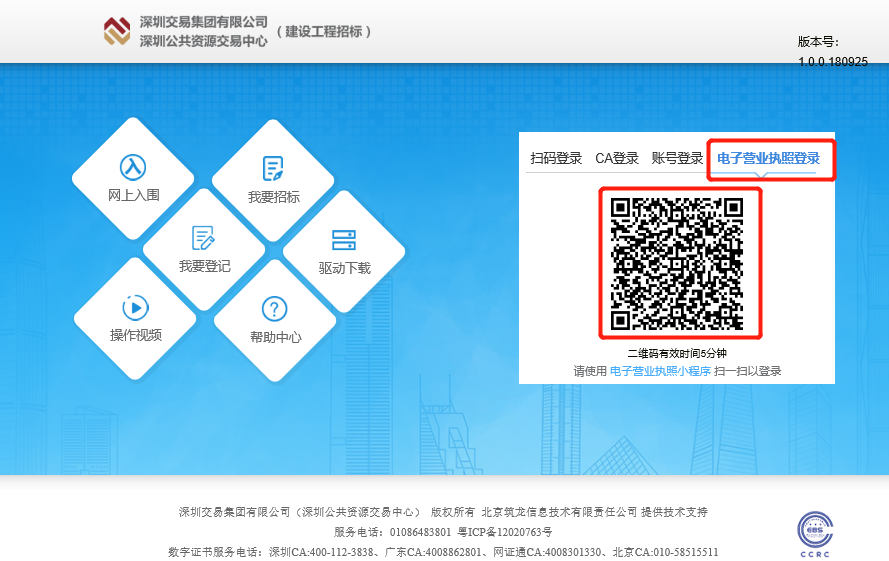 深圳交易集团有限公司
深圳公共资源交易中心
（建设工程招标）
版本号：
1.0.0.180925
网上入围
我要招标
我要登记
驱动下载
操作视频
帮助中心
扫码登录 CA登录 账号登录 电子营业执照登录
二维码有效时间5分钟
请使用 电子营业执照小程序 扫一扫以登录
深圳交易集团有限公司（深圳公共资源交易中心） 版权所有 北京筑龙信息技术有限责任公司 提供技术支持
服务电话：01086483801 粤ICP备12020763号
数字证书服务电话：深圳CA:400-112-3838、广东CA:4008862801、网证通CA:4008301330、北京CA:010-58515511
EBS
CCRC